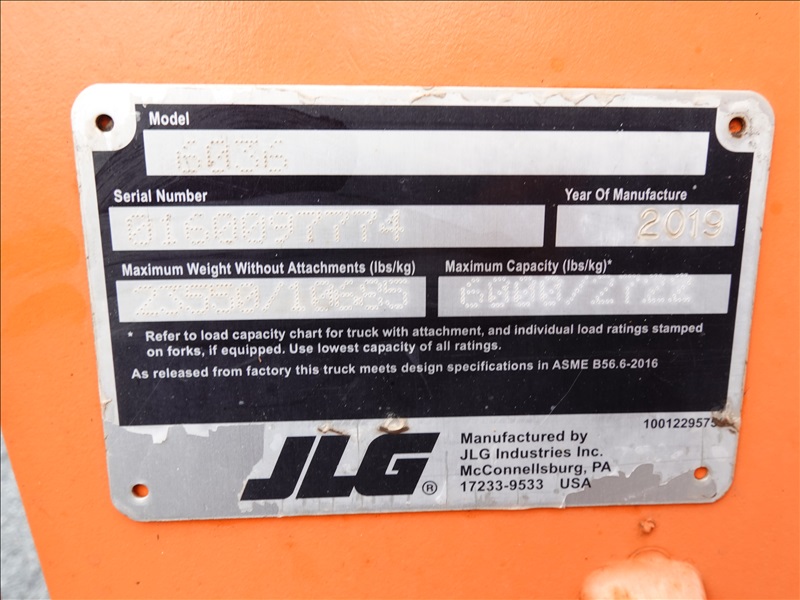 Model
6036
Serial Number
0160097774
Year Of Manufacture
2019
Maximum Weight Without Attachments (lbs/kg)
23550/10685
Maximum Capacity (lbs/kg)*
6000/2722
* Refer to load capacity chart for truck with attachment, and individual load ratings stamped
on forks, if equipped. Use lowest capacity of all ratings.
As released from factory this truck meets design specifications in ASME B56.6-2016
1001229575
JLG®
Manufactured by
JLG Industries Inc.
McConnellsburg, PA
17233-9533 USA